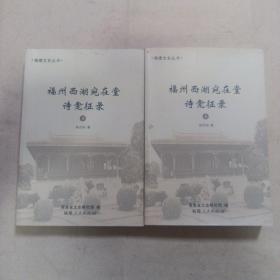 福建文史丛书
福州西湖宛在堂
诗龛征录
福建省文史研究馆 编
福建人民出版社
福建文史丛书
福州西湖宛在堂
诗龛征录
福建省文史研究馆 编
福建人民出版社